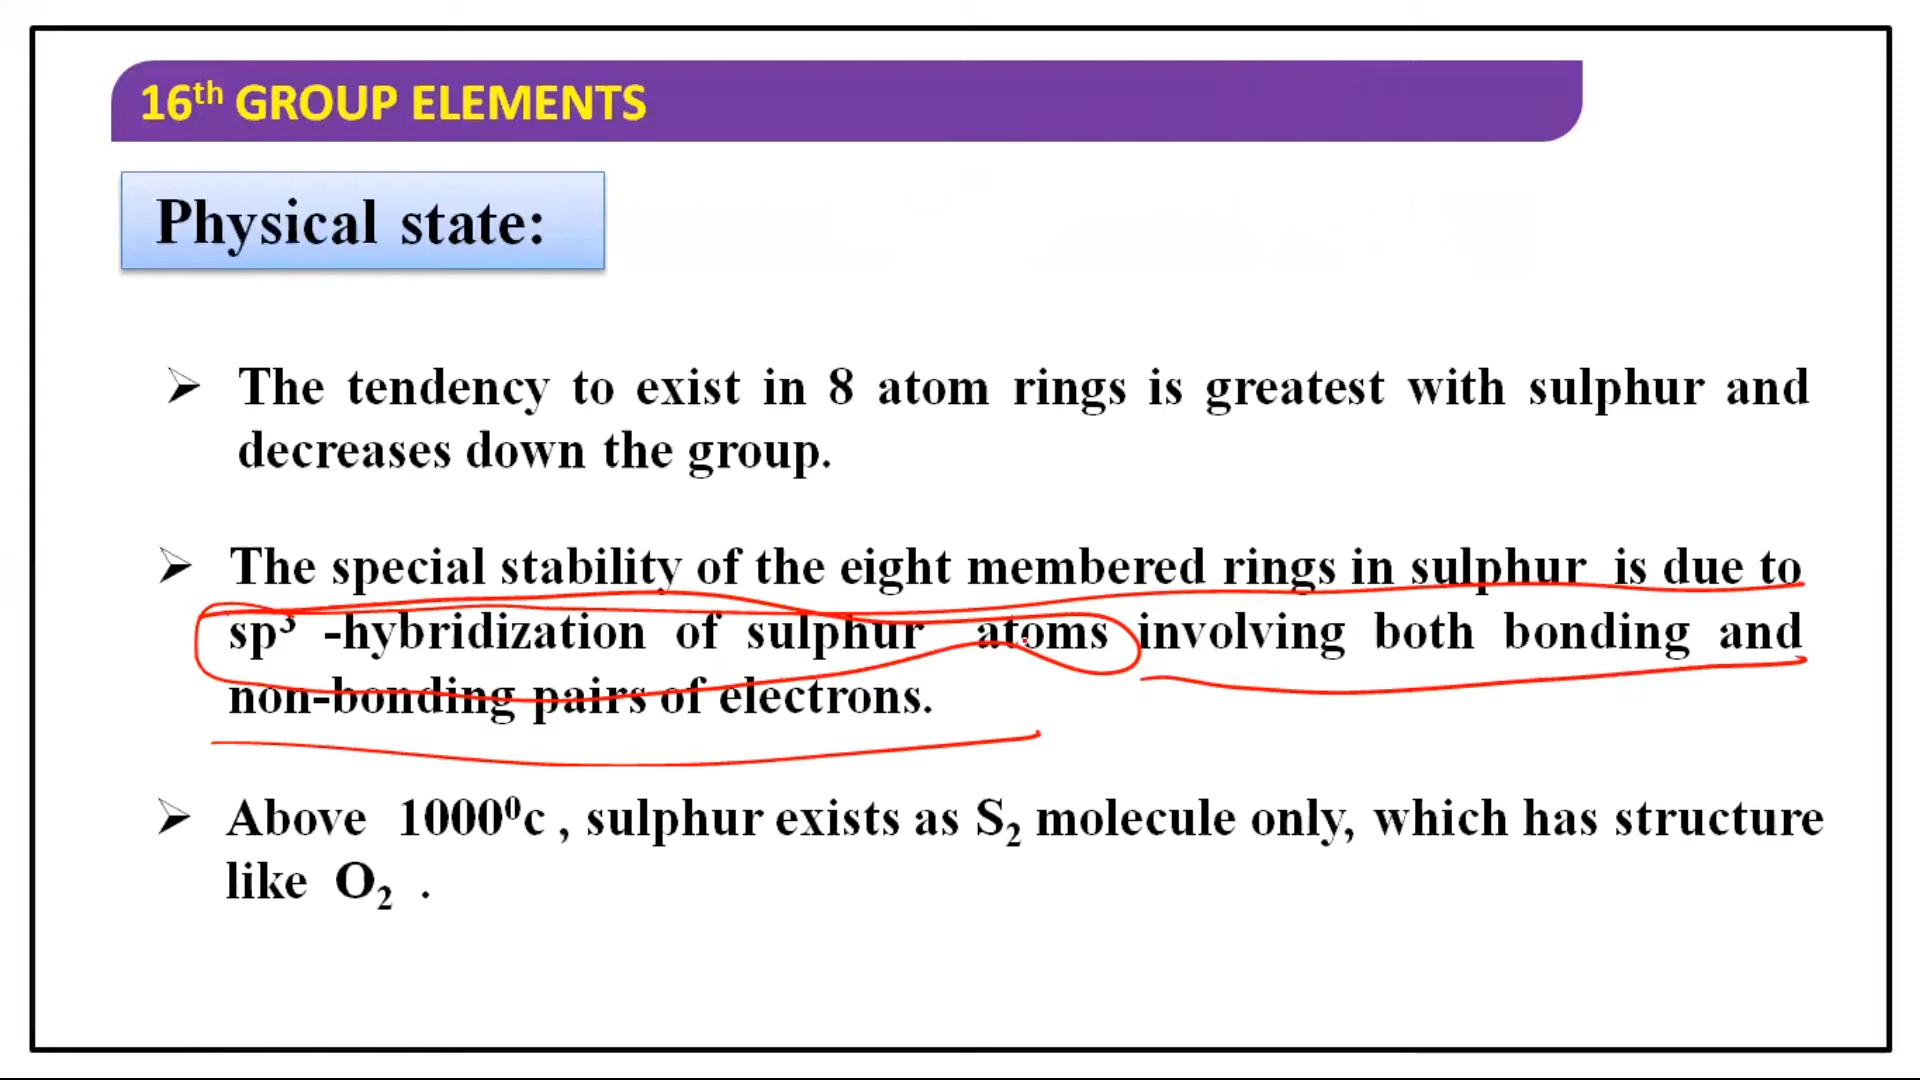 16th GROUP ELEMENTS
Physical state:
➢ The tendency to exist in 8 atom rings is greatest with sulphur and
decreases down the group.
➢ The special stability of the eight membered rings in sulphur is due to
sp³ -hybridization of sulphur atoms involving both bonding and
non-bonding pairs of electrons.
➢ Above 1000⁰c , sulphur exists as S₂ molecule only, which has structure
like O₂ .